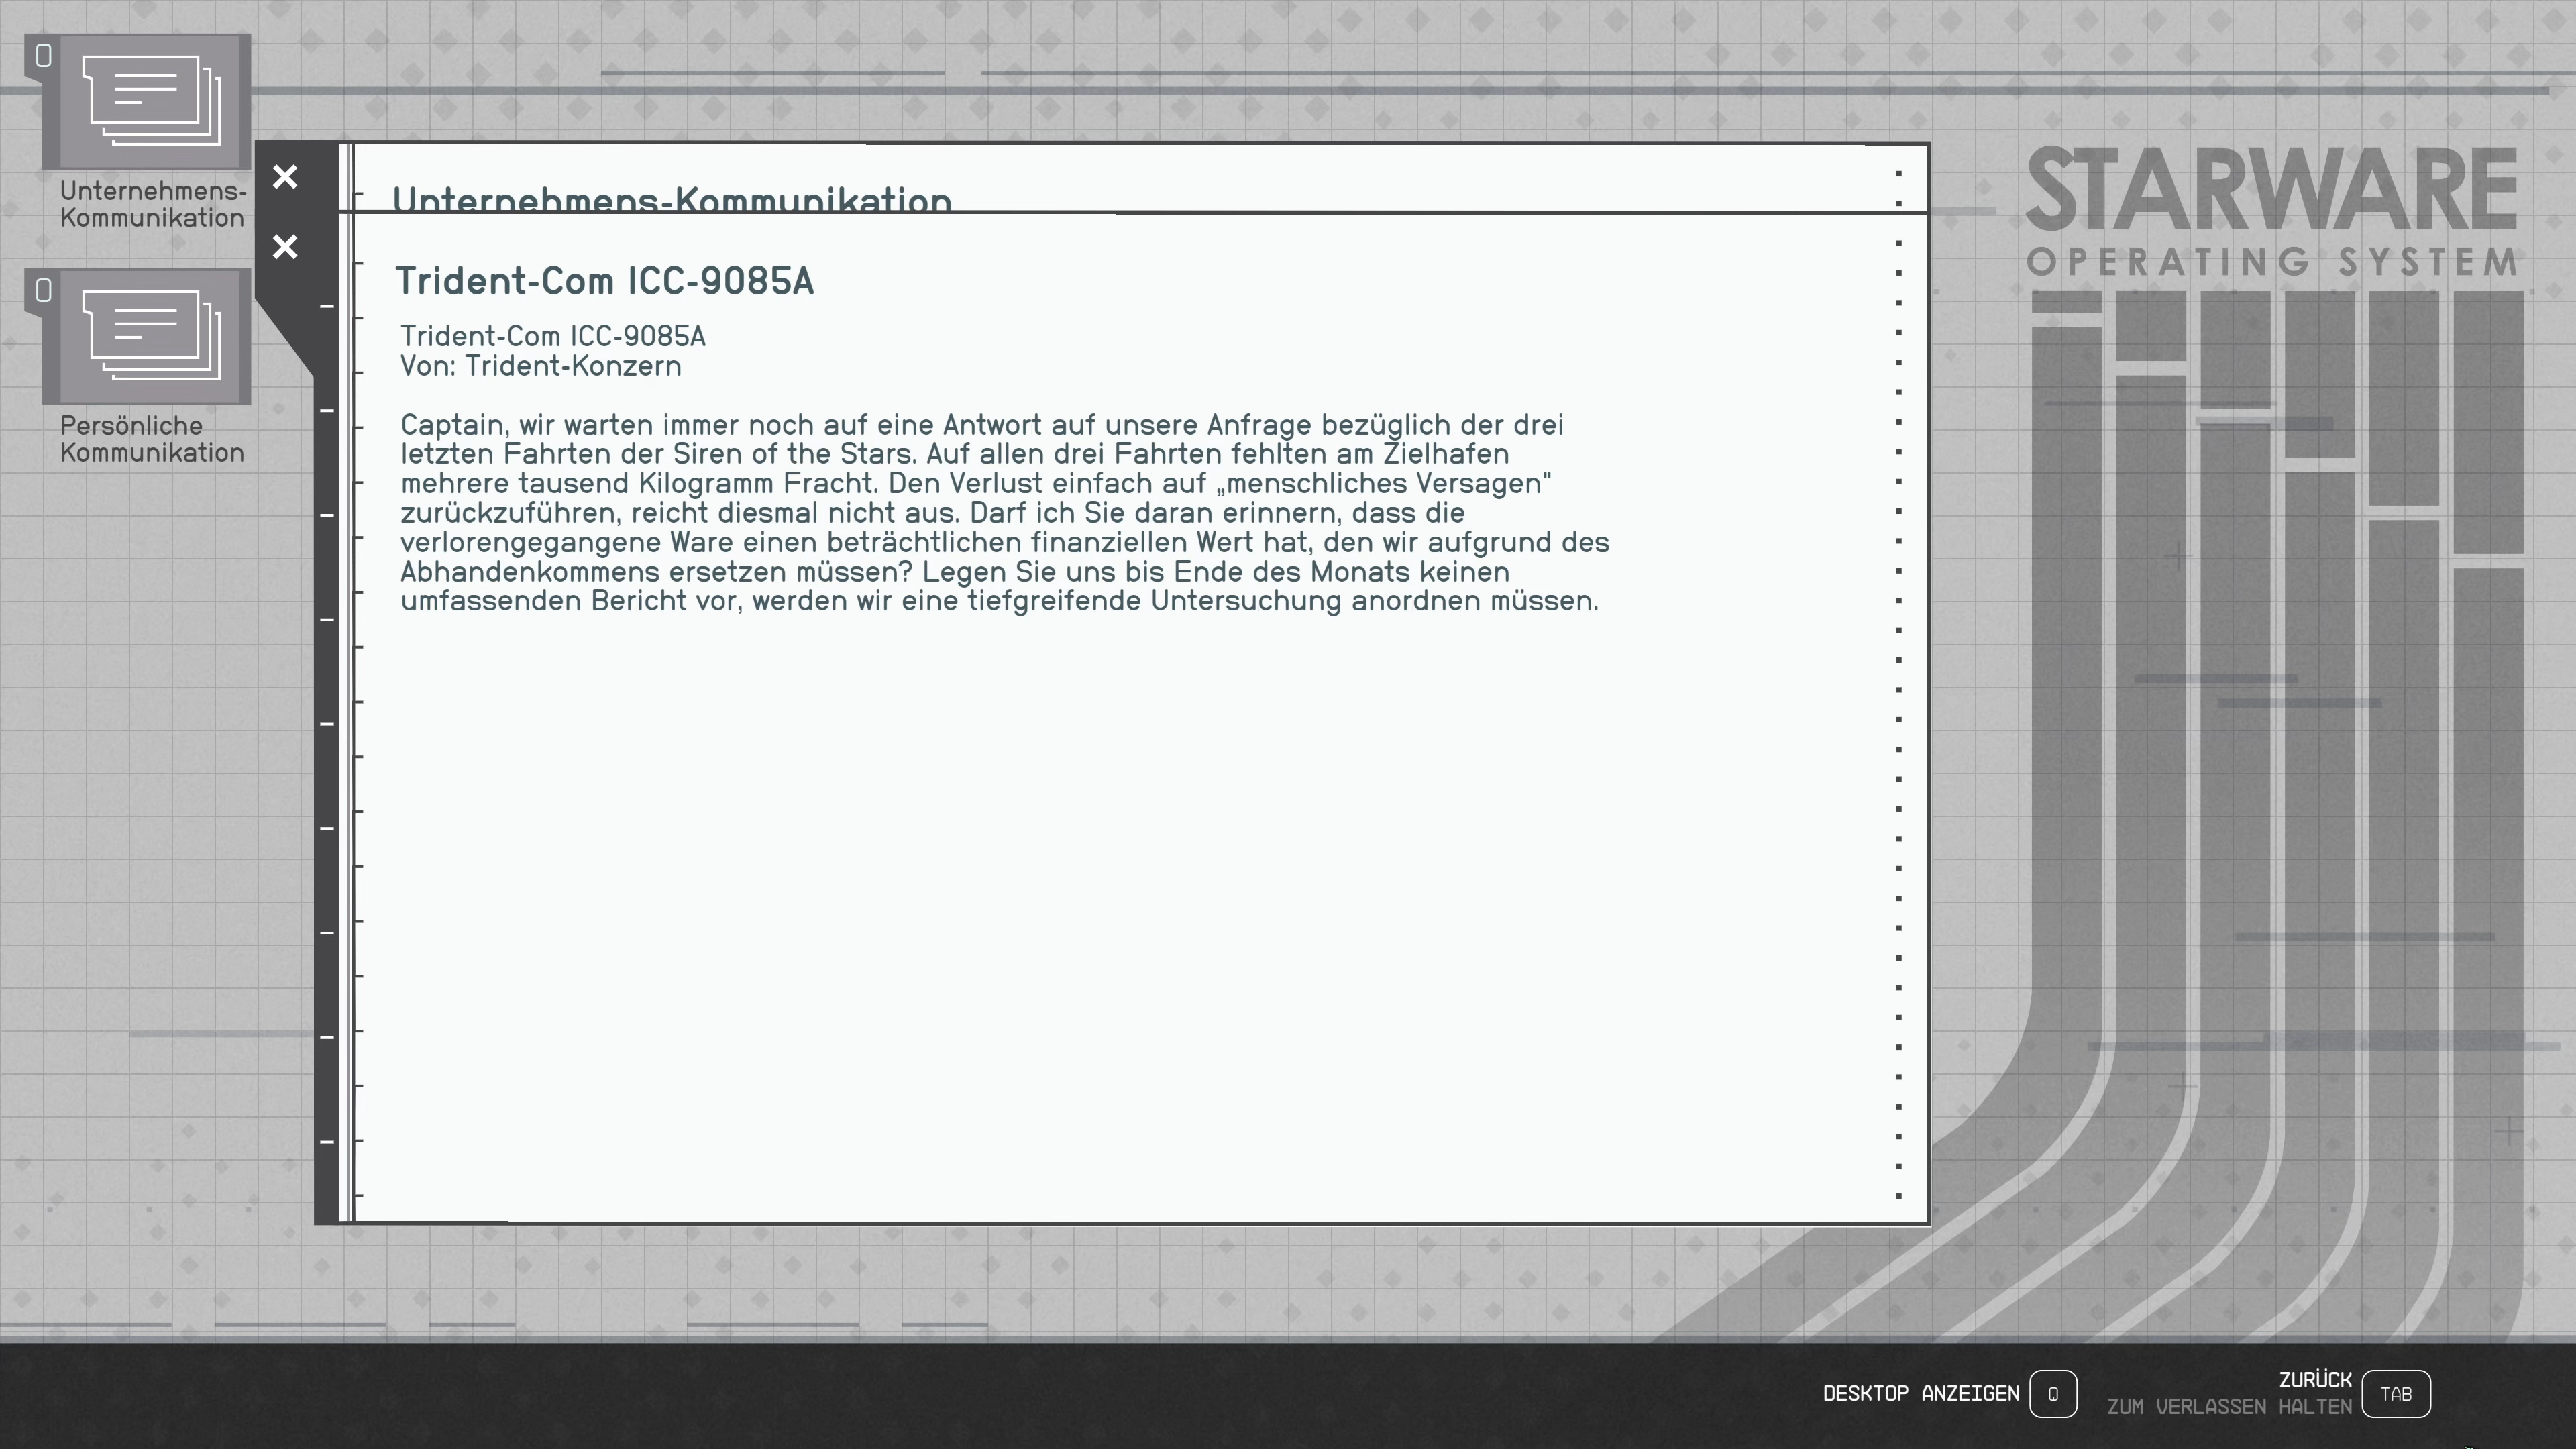 Unternehmens-
Kommunikation
Persönliche
Kommunikation
Unternehmens-Kommunikation
Trident-Com ICC-9085A
Trident-Com ICC-9085A
Von: Trident-Konzern
Captain, wir warten immer noch auf eine Antwort auf unsere Anfrage bezüglich der drei
letzten Fahrten der Siren of the Stars. Auf allen drei Fahrten fehlten am Zielhafen
mehrere tausend Kilogramm Fracht. Den Verlust einfach auf „menschliches Versagen"
zurückzuführen, reicht diesmal nicht aus. Darf ich Sie daran erinnern, dass die
verlorengegangene Ware einen beträchtlichen finanziellen Wert hat, den wir aufgrund des
Abhandenkommens ersetzen müssen? Legen Sie uns bis Ende des Monats keinen
umfassenden Bericht vor, werden wir eine tiefgreifende Untersuchung anordnen müssen.
STARWARE
OPERATING SYSTEM
DESKTOP ANZEIGEN Q
ZURÜCK TAB
ZUM VERLASSEN HALTEN